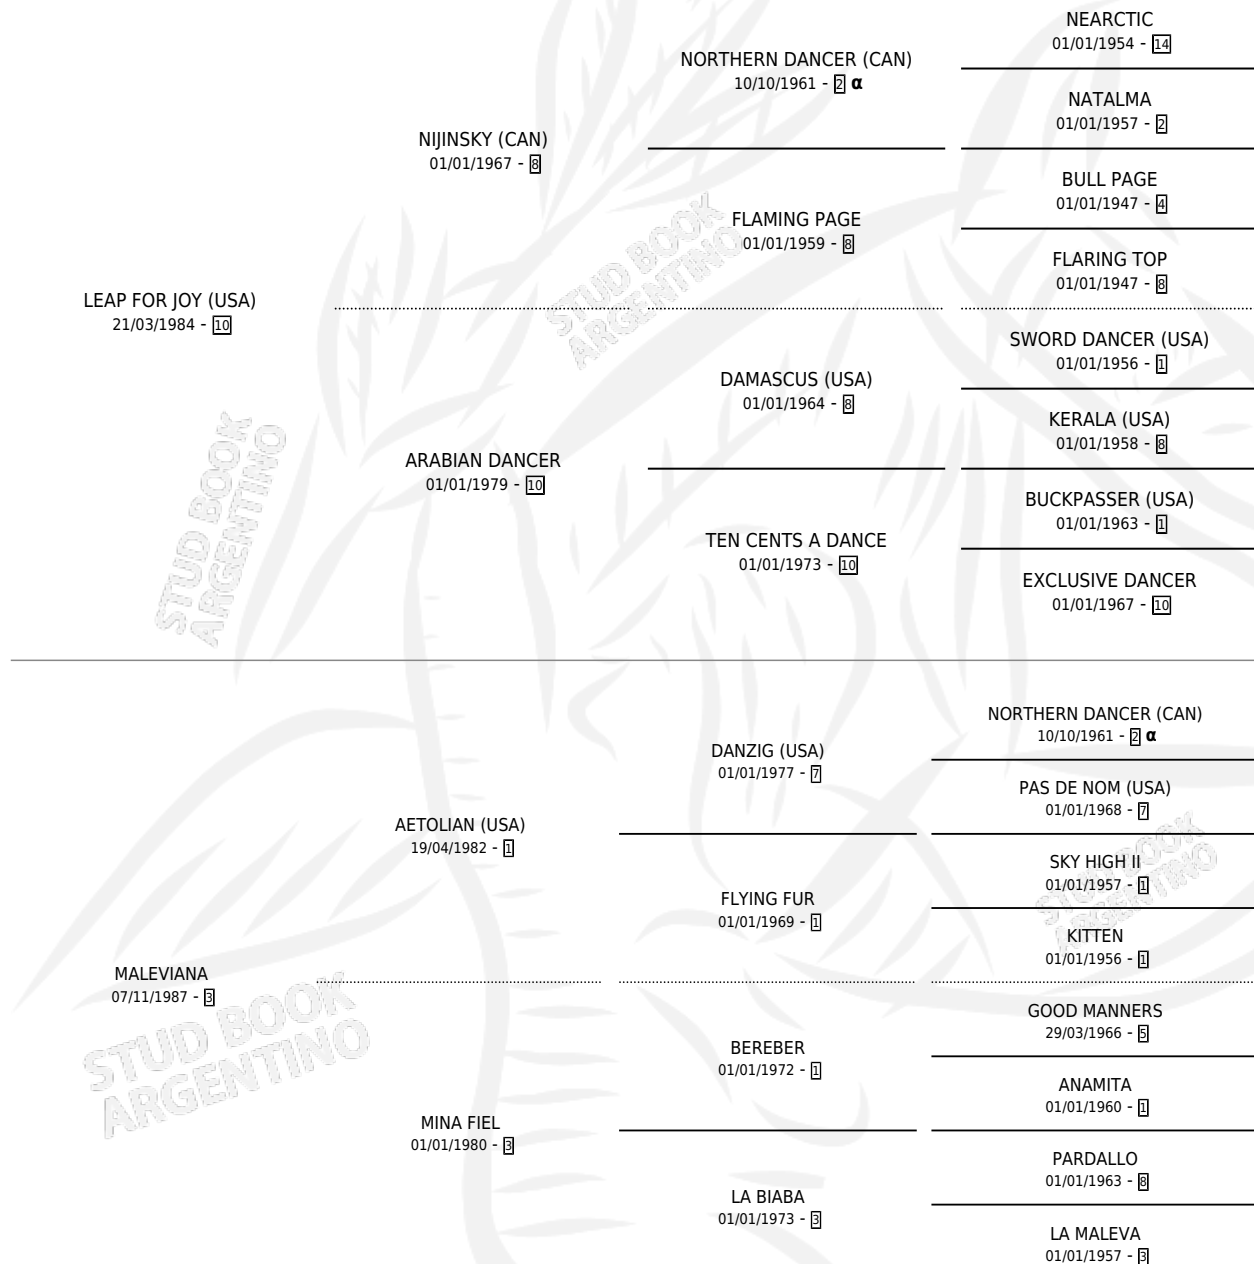 NEARCTIC
01/01/1954 - 14
NORTHERN DANCER (CAN)
10/10/1961 - 2 α
NATALMA
01/01/1957 - 2
NIJINSKY (CAN)
01/01/1967 - 8
BULL PAGE
01/01/1947 - 4
FLAMING PAGE
01/01/1959 - 8
FLARING TOP
01/01/1947 - 8
LEAP FOR JOY (USA)
21/03/1984 - 10
SWORD DANCER (USA)
01/01/1956 - 1
DAMASCUS (USA)
01/01/1964 - 8
KERALA (USA)
01/01/1958 - 8
ARABIAN DANCER
01/01/1979 - 10
BUCKPASSER (USA)
01/01/1963 - 1
TEN CENTS A DANCE
01/01/1973 - 10
EXCLUSIVE DANCER
01/01/1967 - 10
STUD BOOK
ARGENTINO
STUD BOOK
ARGENTINO
NORTHERN DANCER (CAN)
10/10/1961 - 2 α
DANZIG (USA)
01/01/1977 - 7
PAS DE NOM (USA)
01/01/1968 - 7
AETOLIAN (USA)
19/04/1982 - 1
SKY HIGH II
01/01/1957 - 1
FLYING FUR
01/01/1969 - 1
KITTEN
01/01/1956 - 1
MALEVIANA
07/11/1987 - 3
GOOD MANNERS
29/03/1966 - 5
BEREBER
01/01/1972 - 1
ANAMITA
01/01/1960 - 1
MINA FIEL
01/01/1980 - 3
PARDALLO
01/01/1963 - 8
LA BIABA
01/01/1973 - 3
LA MALEVA
01/01/1957 - 3
STUD BOOK
ARGENTINO
STUD BOOK
ARGENTINO